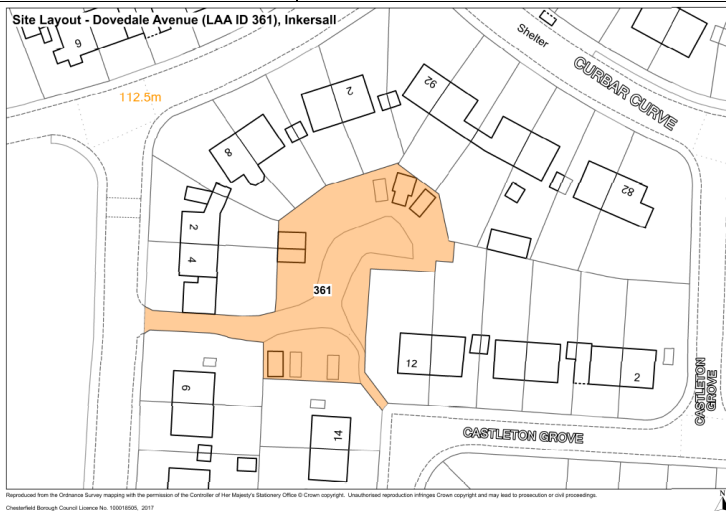 Site Layout - Dovedale Avenue (LAA ID 361), Inkersall
9
Shelter
CURBAR CURVE
112.5m
2
92
8
82
2
4
361
12
2
CASTLETON GROVE
9
14
CASTLETON GROVE
N
Reproduced from the Ordnance Survey mapping with the permission of the Controller of Her Majesty's Stationery Office © Crown copyright. Unauthorised reproduction infringes Crown copyright and may lead to prosecution or civil proceedings.
Chesterfield Borough Council Licence No. 100018505, 2017